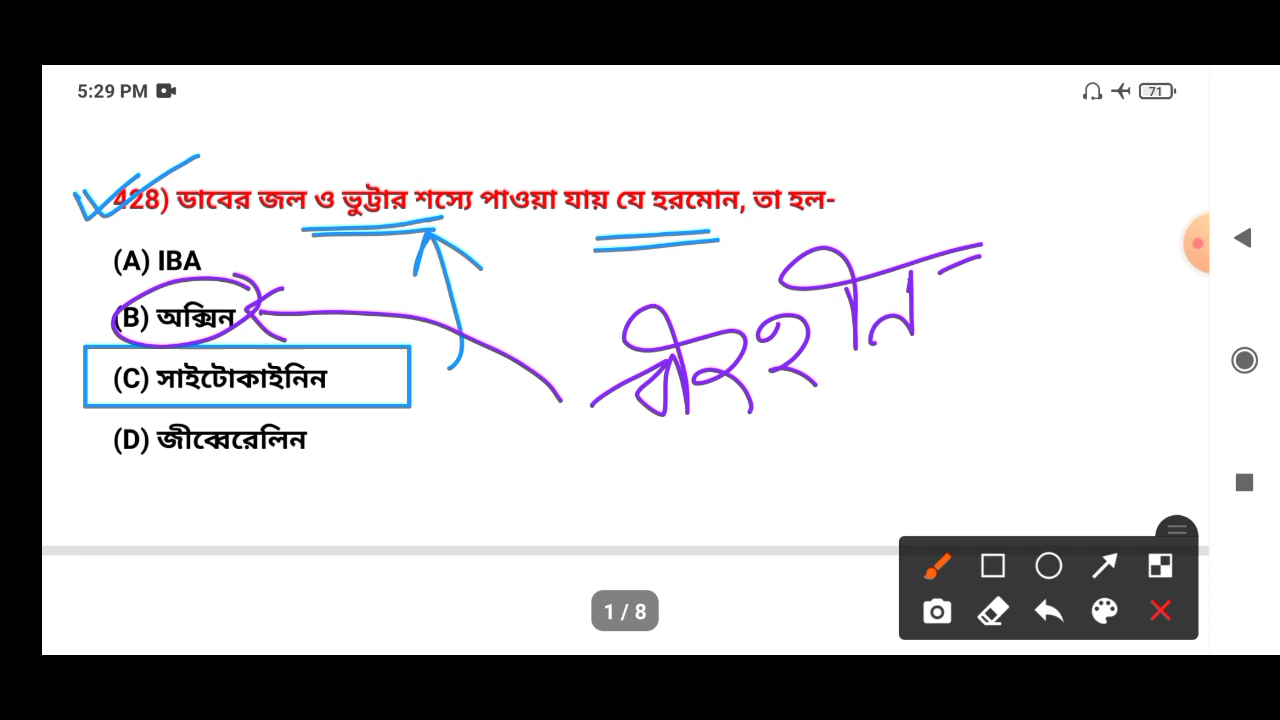 5:29 PM
71
428) ডাবের জল ও ভুট্টার শস্যে পাওয়া যায় যে হরমোন, তা হল-
(A) IBA
(B) অক্সিন
(C) সাইটোকাইনিন
(D) জীব্বেরেলিন
1 / 8